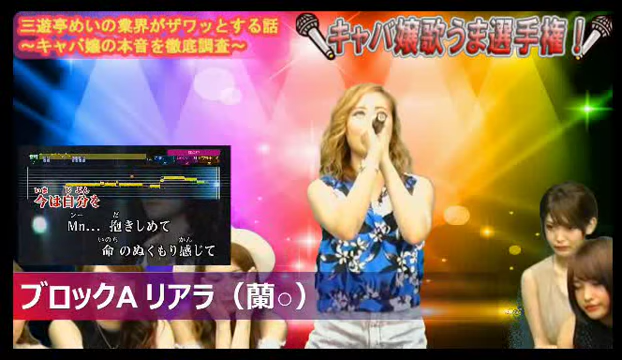 三遊亭めいの業界がザワッとする話
~キャバ嬢の本音を徹底調査~
キャバ嬢歌うま選手権!
いま じ ぶん
今は自分を
ンー だ
Mn... 抱きしめて
いのち かん
命のぬくもり感じて
ブロックA リアラ(蘭○)